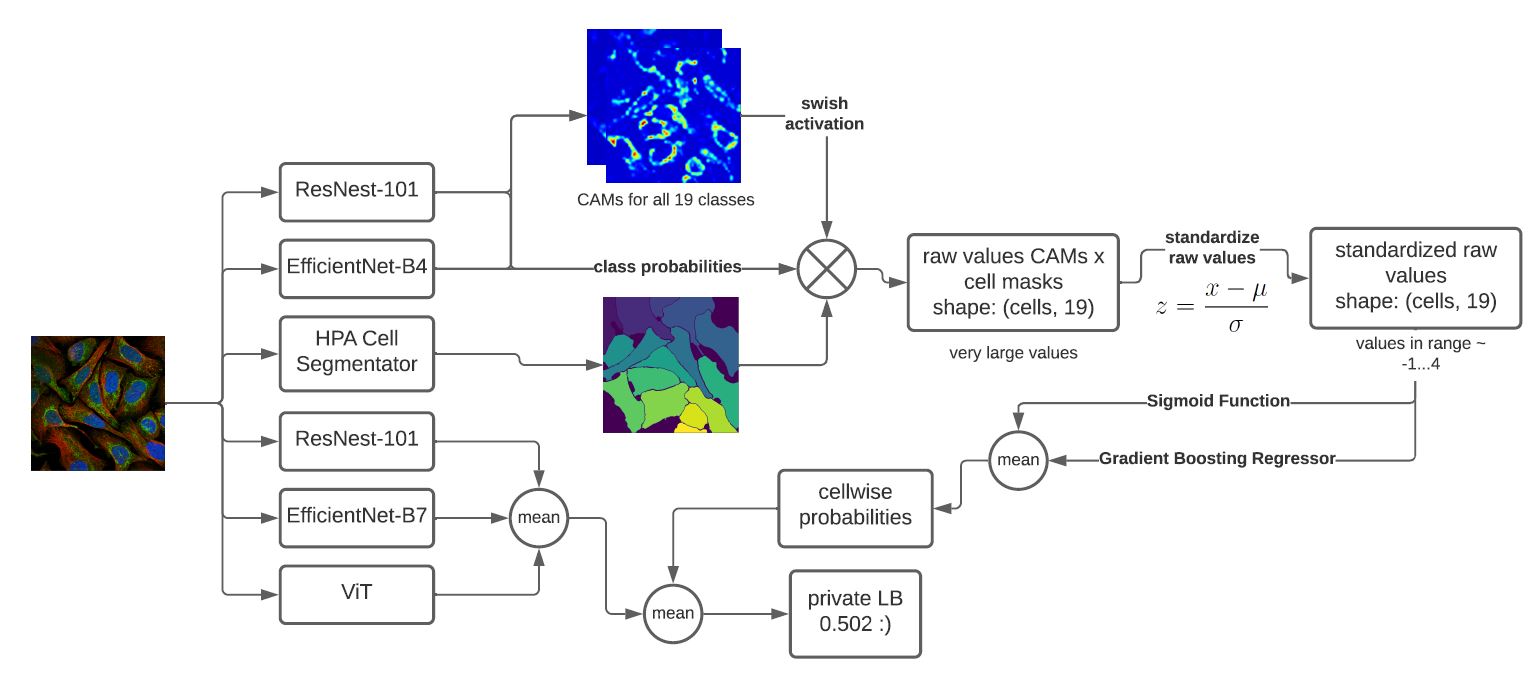 swish
activation
CAMs for all 19 classes
ResNest-101
EfficientNet-B4
class probabilities
raw values CAMs x
cell masks
shape: (cells, 19)
very large values
standardize
raw values
z = x − μ
σ
standardized raw
values
shape: (cells, 19)
values in range ~
-1...4
HPA Cell
Segmentator
Sigmoid Function
mean
Gradient Boosting Regressor
ResNest-101
EfficientNet-B7
mean
ViT
cellwise
probabilities
mean
private LB
0.502 :)